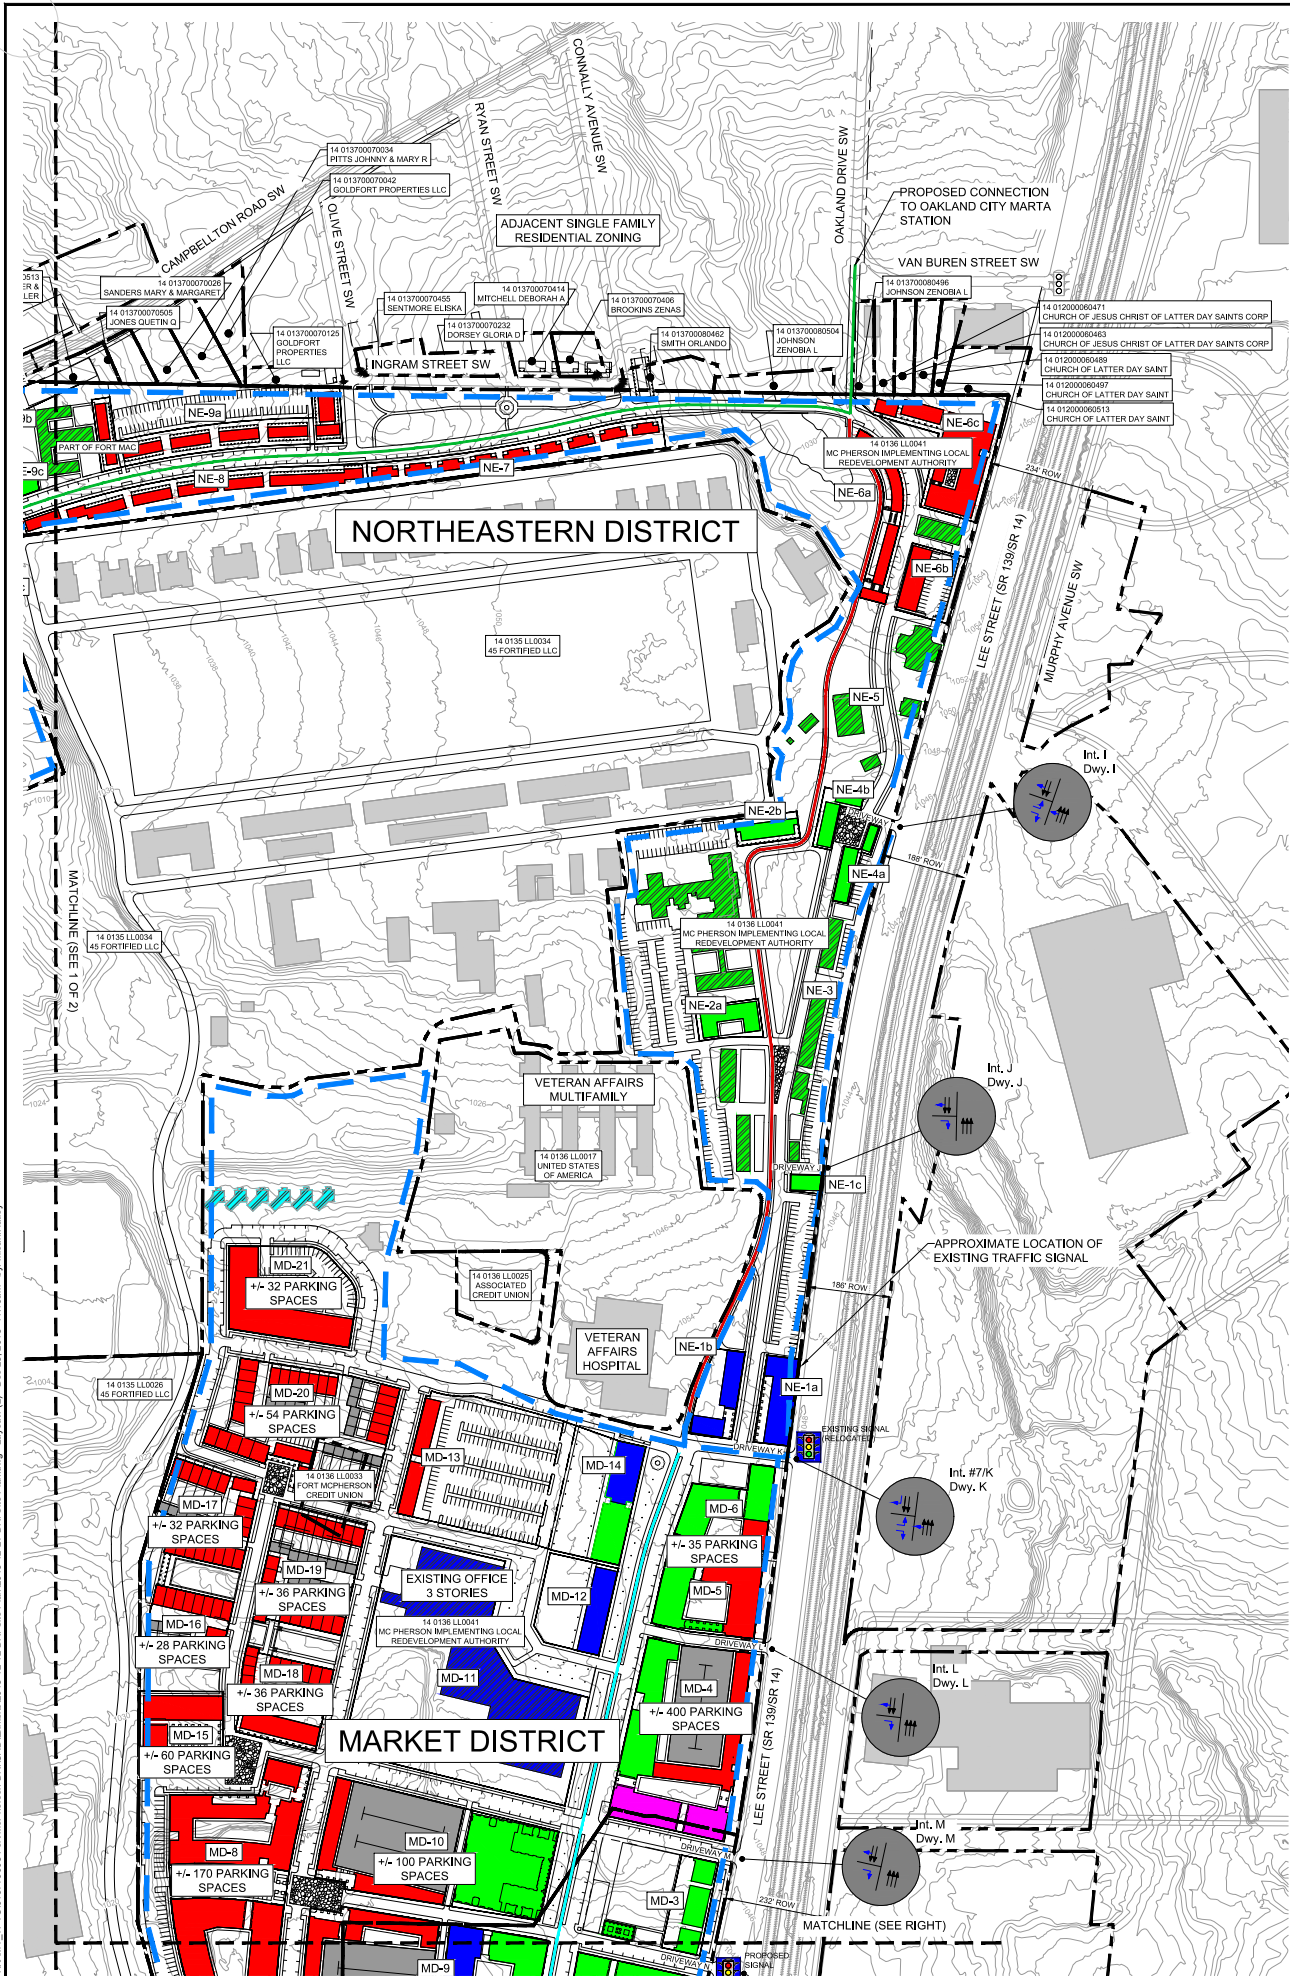 CONNALLY AVENUE SW
RYAN STREET SW
OAKLAND DRIVE SW
14 013700070034
PITTS JOHNNY & MARY R
14 013700070042
GOLDFORT PROPERTIES LLC
CAMPBELLTON ROAD SW
OLIVE STREET SW
ADJACENT SINGLE FAMILY
RESIDENTIAL ZONING
PROPOSED CONNECTION
TO OAKLAND CITY MARTA
STATION
VAN BUREN STREET SW
14 013700070026
SANDERS MARY & MARGARET
14 013700070505
JONES QUETIN Q
14 013700070125
GOLDFORT
PROPERTIES
LLC
14 013700070455
SENTMORE ELISKA
14 013700070414
MITCHELL DEBORAH A
14 013700070232
DORSEY GLORIA D
14 013700070406
BROOKINS ZENAS
14 013700080462
SMITH ORLANDO
14 013700080504
JOHNSON
ZENOBIA L
14 013700080496
JOHNSON ZENOBIA L
14 012000060471
CHURCH OF JESUS CHRIST OF LATTER DAY SAINTS CORP
14 012000060463
CHURCH OF JESUS CHRIST OF LATTER DAY SAINTS CORP
14 012000060489
CHURCH OF LATTER DAY SAINT
14 012000060497
CHURCH OF LATTER DAY SAINT
14 012000060513
CHURCH OF LATTER DAY SAINT
INGRAM STREET SW
NE-9a
PART OF FORT MAC
NE-8
NE-7
NE-6c
14 0136 LL0041
MC PHERSON IMPLEMENTING LOCAL
REDEVELOPMENT AUTHORITY
NE-6a
234' ROW
NORTHEASTERN DISTRICT
NE-6b
LEE STREET (SR 139/SR 14)
MURPHY AVENUE SW
14 0135 LL0034
45 FORTIFIED LLC
NE-5
Int. I
Dwy. I
NE-4b
NE-2b
DRIVEWAY
NE-4a
188' ROW
MATCHLINE (SEE 1 OF 2)
14 0135 LL0034
45 FORTIFIED LLC
14 0136 LL0041
MC PHERSON IMPLEMENTING LOCAL
REDEVELOPMENT AUTHORITY
NE-3
NE-2a
Int. J
Dwy. J
VETERAN AFFAIRS
MULTIFAMILY
14 0136 LL0017
UNITED STATES
OF AMERICA
DRIVEWAY J
NE-1c
APPROXIMATE LOCATION OF
EXISTING TRAFFIC SIGNAL
MD-21
+/- 32 PARKING
SPACES
14 0136 LL0025
ASSOCIATED
CREDIT UNION
186' ROW
VETERAN
AFFAIRS
HOSPITAL
NE-1b
NE-1a
14 0135 LL0026
45 FORTIFIED LLC
MD-20
+/- 54 PARKING
SPACES
EXISTING SIGNAL
(RELOCATE)
DRIVEWAY K
MD-13
MD-14
14 0136 LL0033
FORT MCPHERSON
CREDIT UNION
Int. #7/K
Dwy. K
MD-17
+/- 32 PARKING
SPACES
MD-6
+/- 35 PARKING
SPACES
MD-19
+/- 36 PARKING
SPACES
EXISTING OFFICE
3 STORIES
MD-12
MD-5
14 0136 LL0041
MC PHERSON IMPLEMENTING LOCAL
REDEVELOPMENT AUTHORITY
MD-16
+/- 28 PARKING
SPACES
DRIVEWAY L
MD-18
+/- 36 PARKING
SPACES
MD-11
MD-4
+/- 400 PARKING
SPACES
Int. L
Dwy. L
MD-15
+/- 60 PARKING
SPACES
MARKET DISTRICT
LEE STREET (SR 139/SR 14)
MD-8
+/- 170 PARKING
SPACES
MD-10
+/- 100 PARKING
SPACES
DRIVEWAY M
Int. M
Dwy. M
MD-3
232' ROW
MATCHLINE (SEE RIGHT)
MD-9
DRIVEWAY N
PROPOSED
SIGNAL